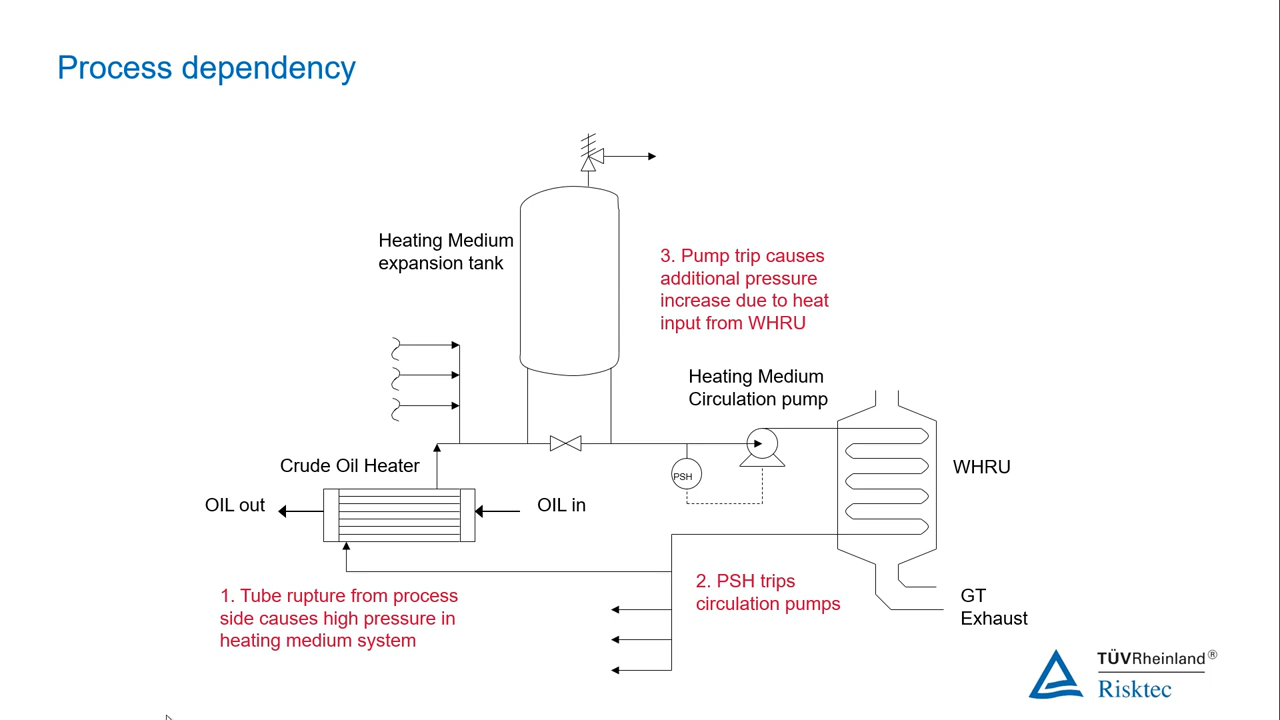 Process dependency
Heating Medium
expansion tank
3. Pump trip causes
additional pressure
increase due to heat
input from WHRU
Heating Medium
Circulation pump
Crude Oil Heater
PSH
WHRU
OIL out
OIL in
1. Tube rupture from process
side causes high pressure in
heating medium system
2. PSH trips
circulation pumps
GT
Exhaust
TÜVRheinland®
Risktec